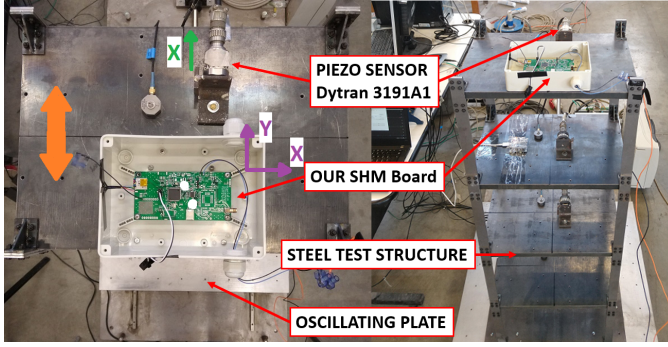 X
PIEZO SENSOR
Dytran 3191A1
Y
X
OUR SHM Board
STEEL TEST STRUCTURE
OSCILLATING PLATE